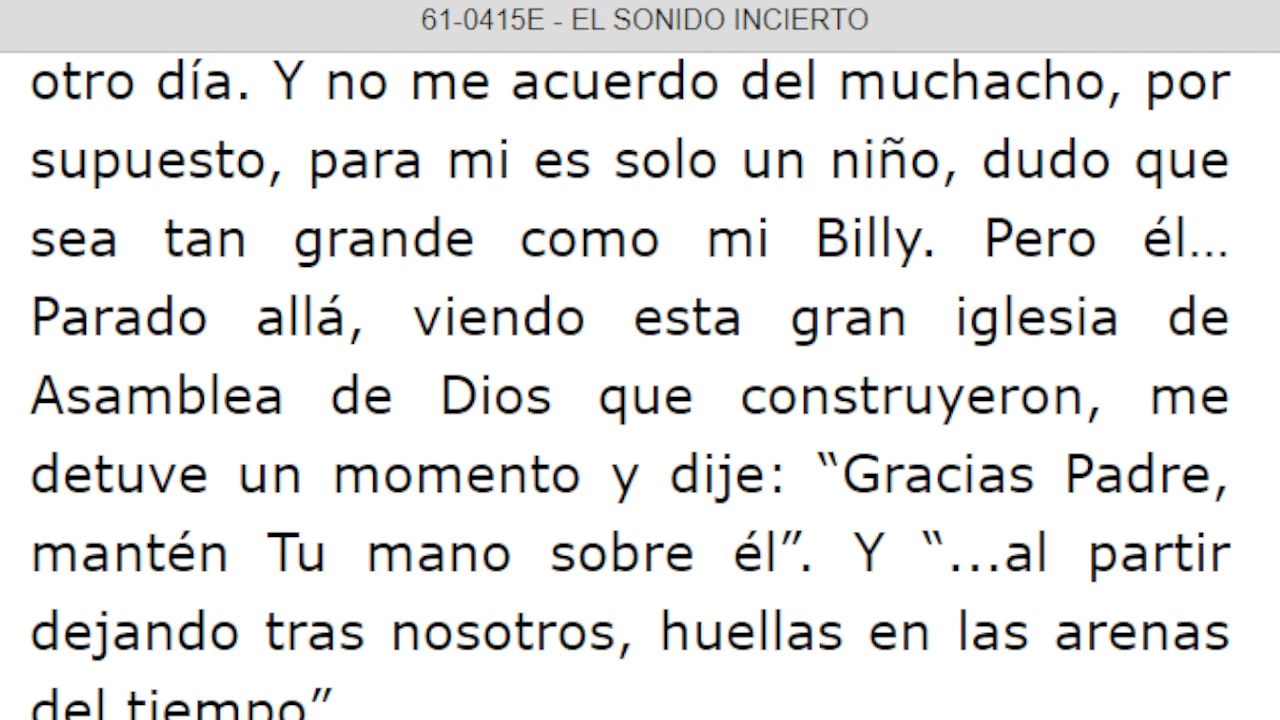 61-0415E - EL SONIDO INCIERTO
otro día. Y no me acuerdo del muchacho, por
supuesto, para mi es solo un niño, dudo que
sea tan grande como mi Billy. Pero él...
Parado allá, viendo esta gran iglesia de
Asamblea de Dios que construyeron, me
detuve un momento y dije: “Gracias Padre,
mantén Tu mano sobre él”. Y “...al partir
dejando tras nosotros, huellas en las arenas
del tiempo”